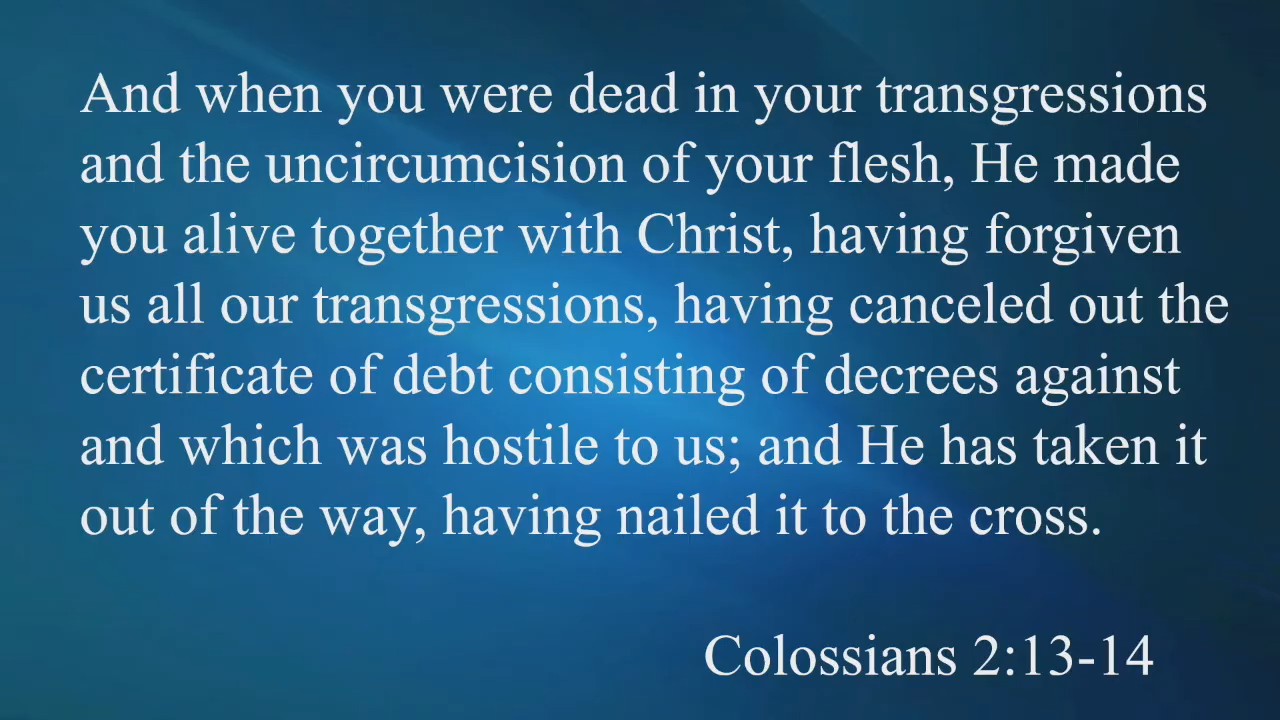 And when you were dead in your transgressions
and the uncircumcision of your flesh, He made
you alive together with Christ, having forgiven
us all our transgressions, having canceled out the
certificate of debt consisting of decrees against
and which was hostile to us; and He has taken it
out of the way, having nailed it to the cross.
Colossians 2:13-14